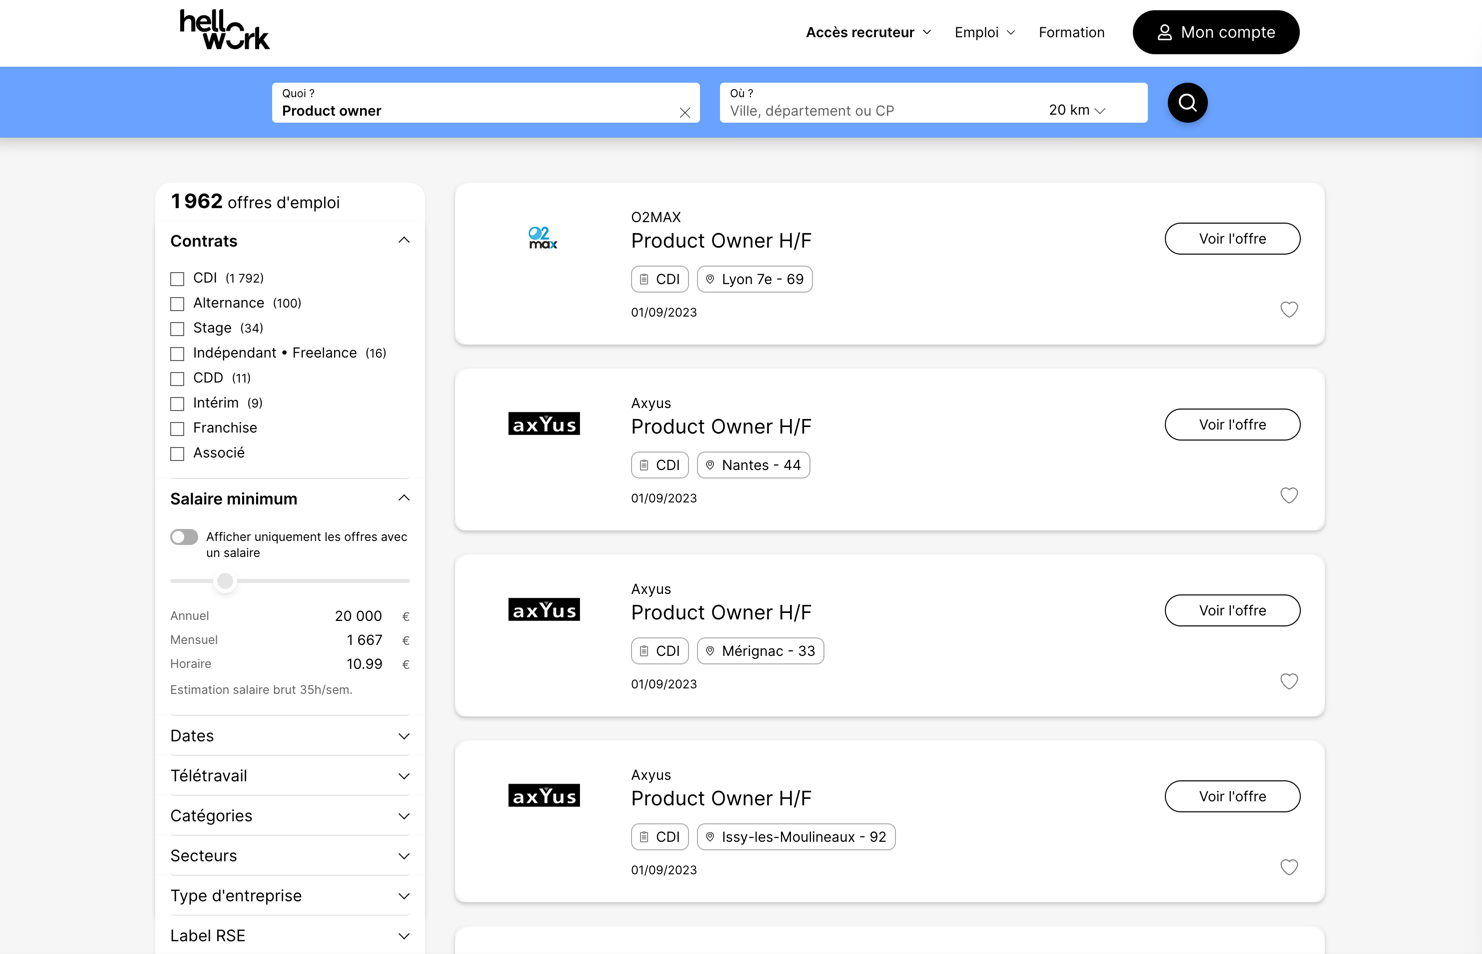 hello
work
Accès recruteur
Emploi
Formation
Mon compte
Quoi ?
Product owner
Où ?
Ville, département ou CP
20 km
1 962 offres d'emploi
Contrats
CDI (1 792)
Alternance (100)
Stage (34)
Indépendant • Freelance (16)
CDD (11)
Intérim (9)
Franchise
Associé
Salaire minimum
Afficher uniquement les offres avec
un salaire
Annuel 20 000 €
Mensuel 1 667 €
Horaire 10.99 €
Estimation salaire brut 35h/sem.
Dates
Télétravail
Catégories
Secteurs
Type d'entreprise
Label RSE
O2
max
O2MAX
Product Owner H/F
CDI
Lyon 7e - 69
01/09/2023
Voir l'offre
axYus
Axyus
Product Owner H/F
CDI
Nantes - 44
01/09/2023
Voir l'offre
axYus
Axyus
Product Owner H/F
CDI
Mérignac - 33
01/09/2023
Voir l'offre
axYus
Axyus
Product Owner H/F
CDI
Issy-les-Moulineaux - 92
01/09/2023
Voir l'offre